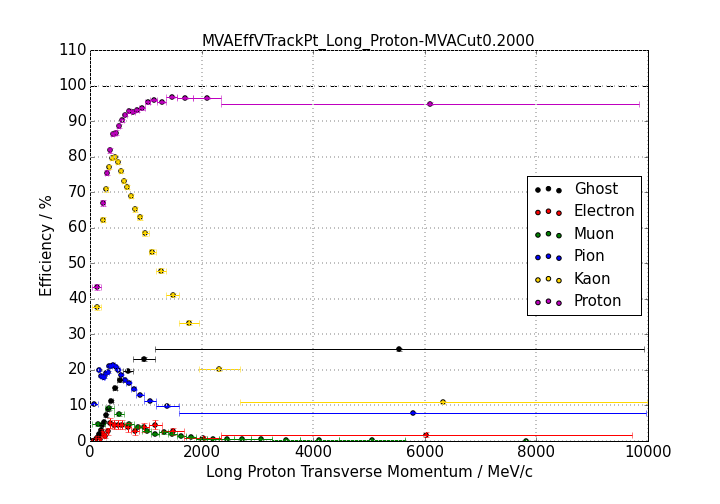 MVAEffVTrackPt_Long_Proton-MVACut0.2000
110
100
90
80
70
60
50
40
30
20
10
0
Efficiency / %
Ghost
Electron
Muon
Pion
Kaon
Proton
0 2000 4000 6000 8000 10000
Long Proton Transverse Momentum / MeV/c